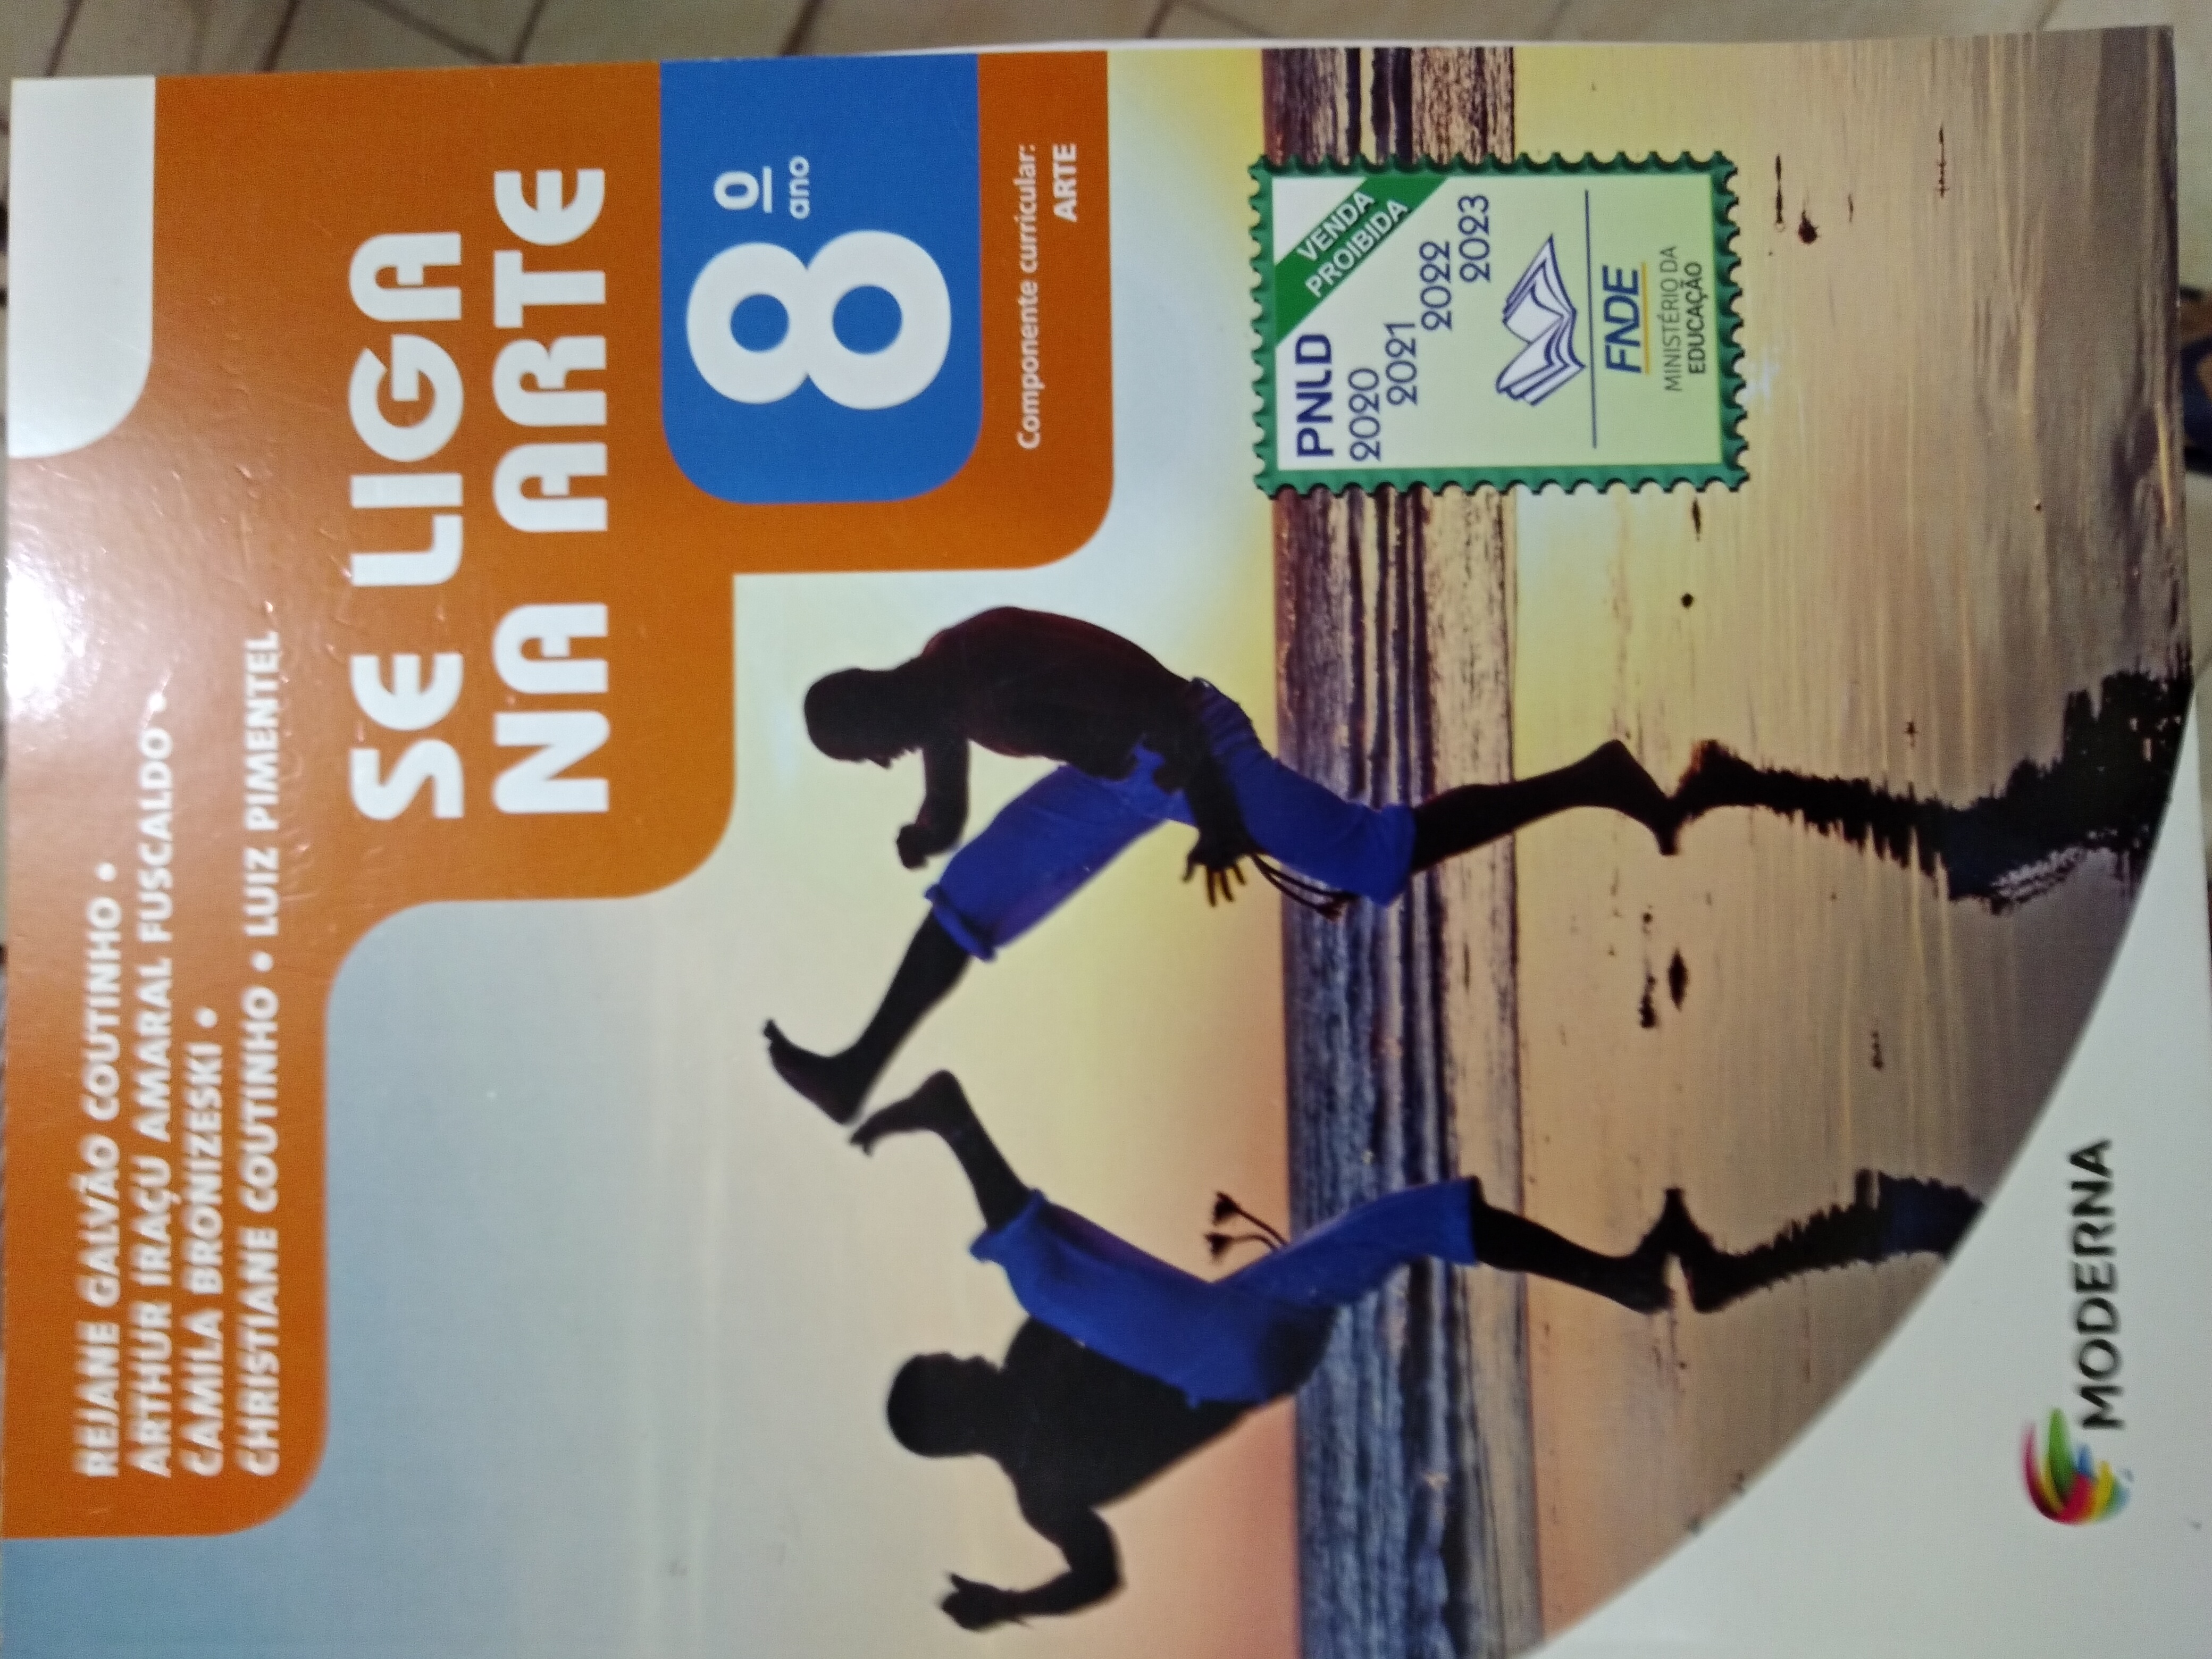 REJANE GALVÃO COUTINHO •
ARTHUR IRAÇU AMARAL FUSCALDO •
CAMILA BRONIZESKI •
CHRISTIANE COUTINHO • LUIZ PIMENTEL
SE LIGA
NA ARTE
8º
ano
Componente curricular:
ARTE
PNLD
VENDA
PROIBIDA
2020
2021
2022
2023
FNDE
MINISTÉRIO DA
EDUCAÇÃO
MODERNA